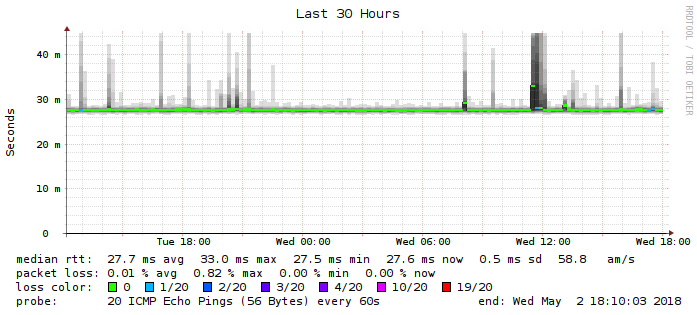 Last 30 Hours
RRDTOOL / TOBI OETIKER
Seconds
40 m
30 m
20 m
10 m
0
Tue 18:00 Wed 00:00 Wed 06:00 Wed 12:00 Wed 18:00
median rtt: 27.7 ms avg 33.0 ms max 27.5 ms min 27.6 ms now 0.5 ms sd 58.8 am/s
packet loss: 0.01 % avg 0.82 % max 0.00 % min 0.00 % now
loss color: 0 1/20 2/20 3/20 4/20 10/20 19/20
probe: 20 ICMP Echo Pings (56 Bytes) every 60s end: Wed May 2 18:10:03 2018